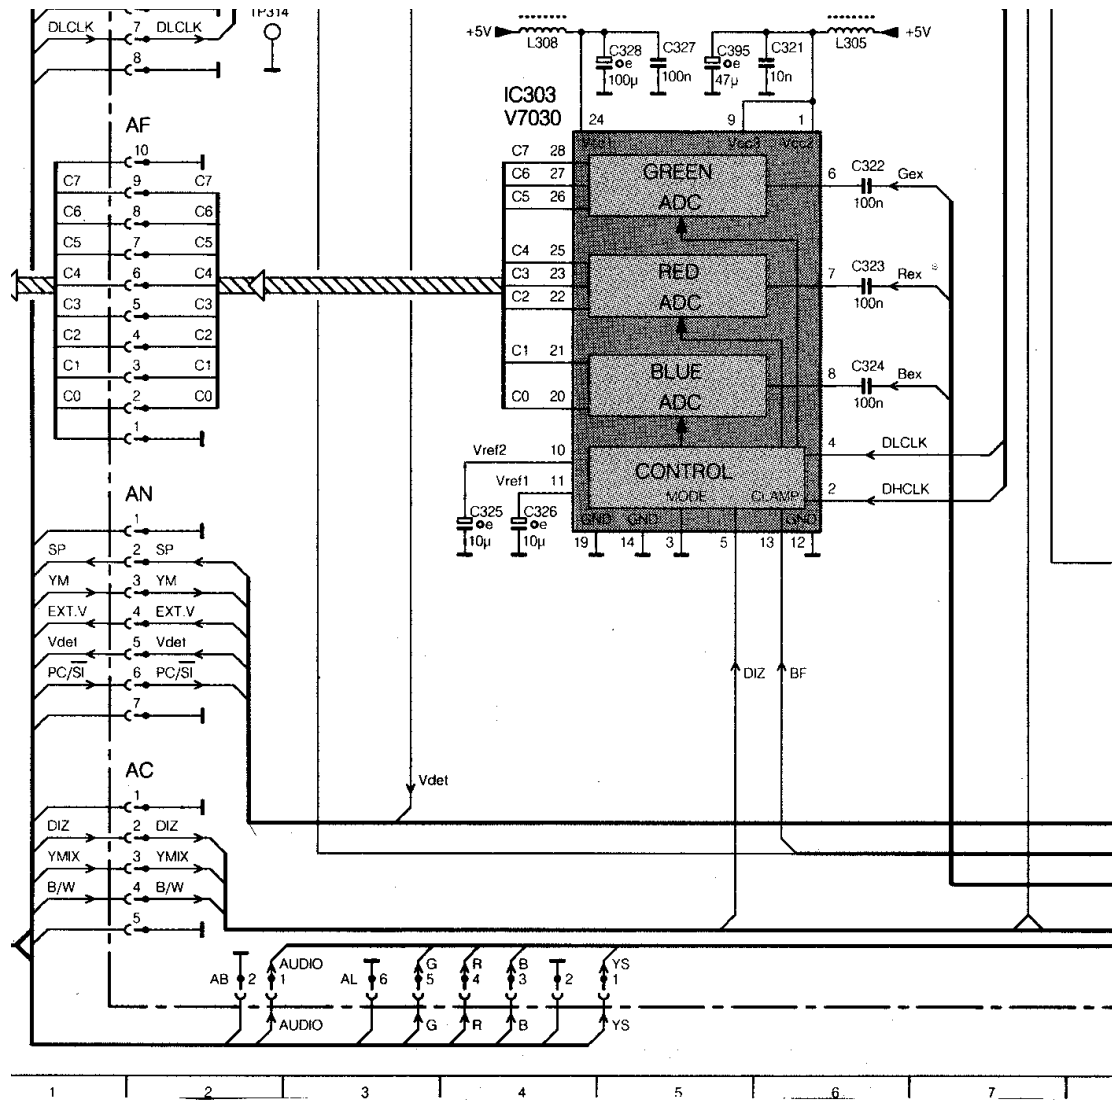 TP314
DLCLK 7 DLCLK
8
+5V L308 C328 e 100µ C327 100n C395 e 47µ C321 10n L305 +5V
IC303
V7030
24 9 1
Vcc1 Vcc3 Vcc2
AF
10
C7 9 C7
C6 8 C6
C5 7 C5
C4 6 C4
C3 5 C3
C2 4 C2
C1 3 C1
C0 2 C0
1
C7 28
C6 27
C5 26
GREEN
ADC
6 C322 100n Gex
C4 25
C3 23
C2 22
RED
ADC
7 C323 100n Rex
C1 21
C0 20
BLUE
ADC
8 C324 100n Bex
Vref2 10
Vref1 11
CONTROL
MODE CLAMP
4 DLCLK
2 DHCLK
C325 e 10µ C326 e 10µ
GND GND GND
19 14 3 5 13 12
AN
1
SP 2 SP
YM 3 YM
EXT.V 4 EXT.V
Vdet 5 Vdet
PC/SI 6 PC/SI
7
DIZ BF
Vdet
AC
1
DIZ 2 DIZ
YMIX 3 YMIX
B/W 4 B/W
5
AUDIO G R B YS
AB 2 1 AL 6 5 4 3 2 1
AUDIO G R B YS
1 2 3 4 5 6 7